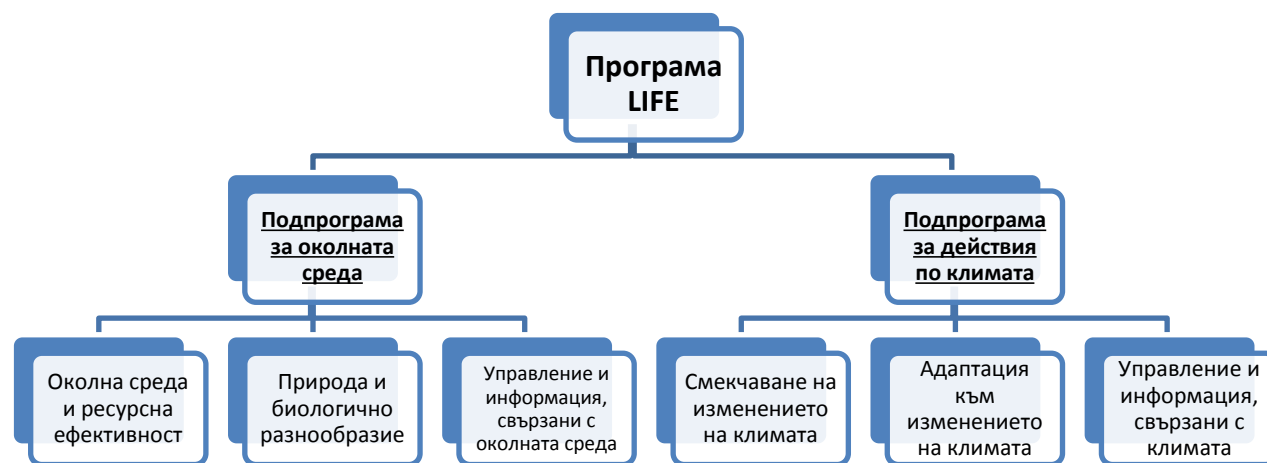 Програма
LIFE
Подпрограма
за околната
среда
Подпрограма
за действия
по климата
Околна среда
и ресурсна
ефективност
Природа и
биологично
разнообразие
Управление и
информация,
свързани с
околната среда
Смекчаване на
изменението
на климата
Адаптация
към
изменението
на климата
Управление и
информация,
свързани с
климата